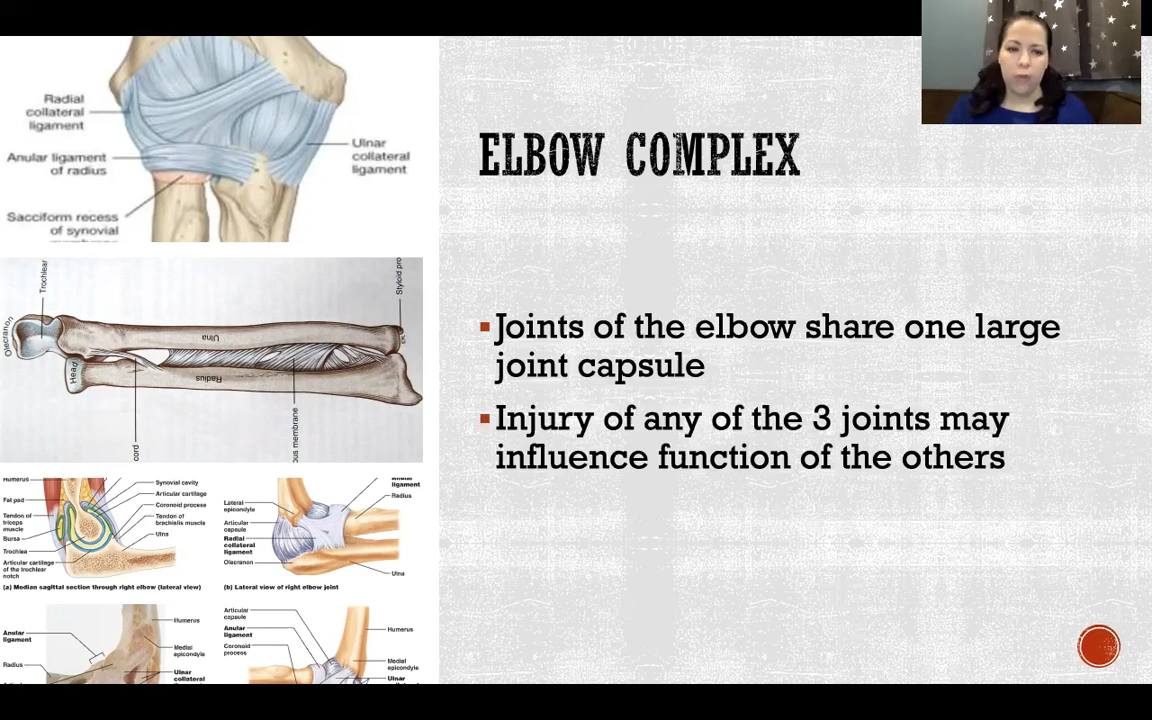 Radial
collateral
ligament
Anular ligament
of radius
Sacciform recess
of synovial
Ulnar
collateral
ligament
ELBOW COMPLEX
Joints of the elbow share one large
joint capsule
Injury of any of the 3 joints may
influence function of the others
Olecranon
Trochlear
Ulna
Styloid pro
Head
Radius
cord
us membrane
Humerus
Fat pad
Tendon of
triceps
muscle
Bursa
Trochlea
Articular cartilage
of the trochlear
notch
Synovial cavity
Articular cartilage
Coronoid process
Tendon of
brachialis muscle
Ulna
(a) Median sagittal section through right elbow (lateral view)
Lateral
epicondyle
Articular
capsule
Radial
collateral
ligament
Olecranon
ligament
Radius
Ulna
(b) Lateral view of right elbow joint
Anular
ligament
Radius
Humerus
Medial
epicondyle
Ulnar
collateral
Articular
capsule
Anular
ligament
Coronoid
process
Humerus
Medial
epicondyle
Ulnar